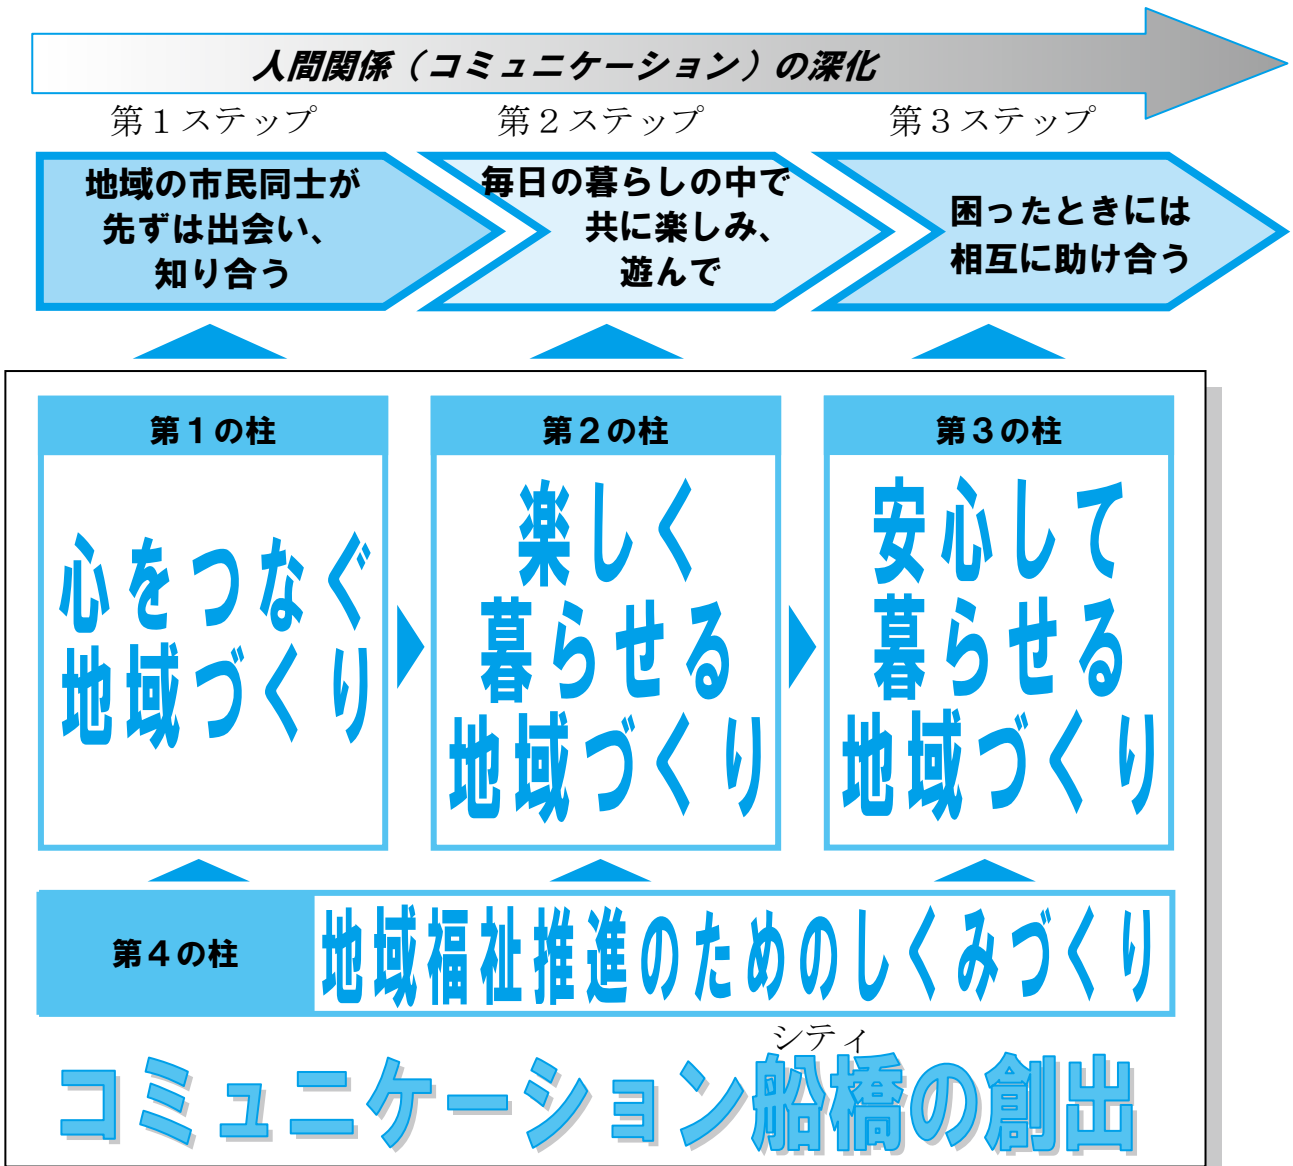 人間関係（コミュニケーション）の深化
第１ステップ
第２ステップ
第３ステップ
地域の市民同士が
先ずは出会い、
知り合う
毎日の暮らしの中で
共に楽しみ、
遊んで
困ったときには
相互に助け合う
第１の柱
心をつなぐ
地域づくり
第２の柱
楽しく
暮らせる
地域づくり
第３の柱
安心して
暮らせる
地域づくり
第４の柱
地域福祉推進のためのしくみづくり
シティ
コミュニケーション船橋の創出